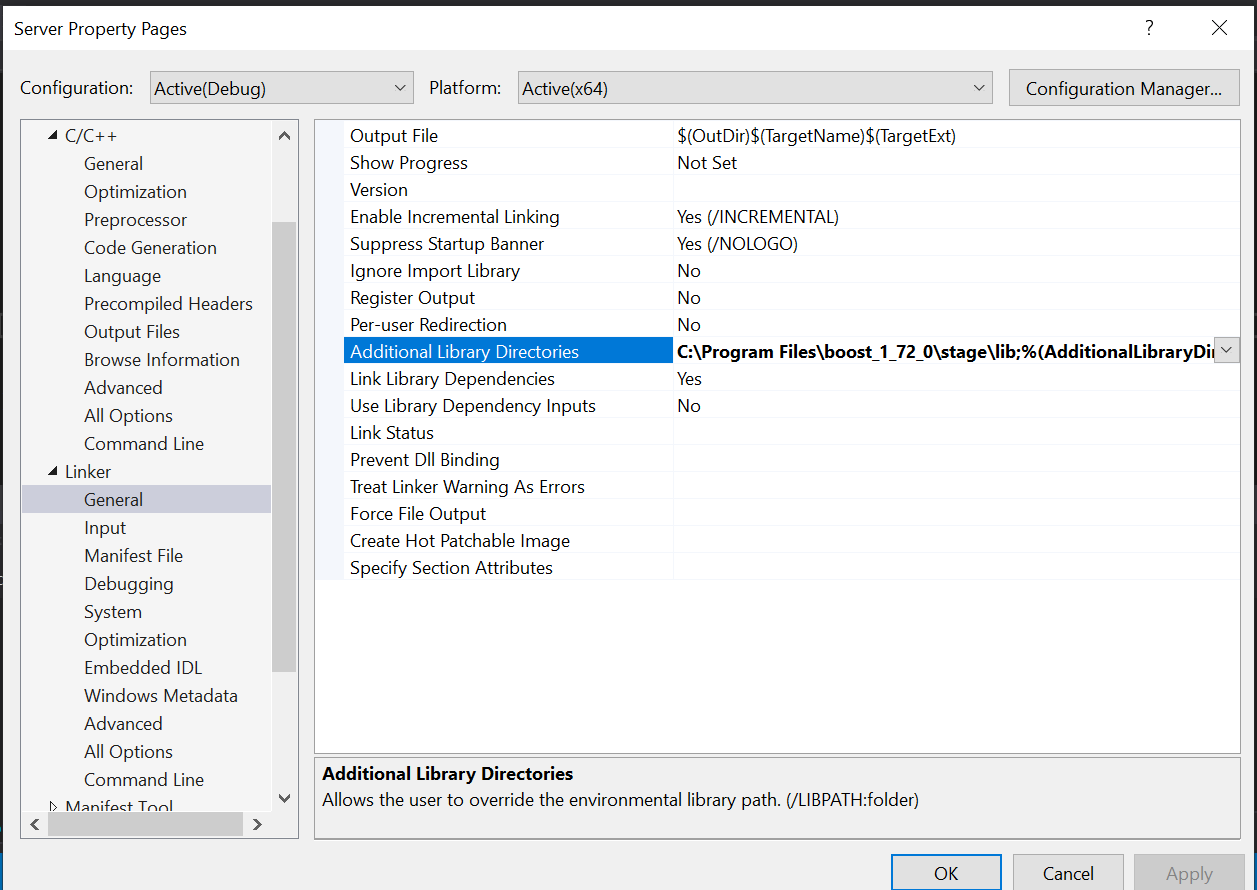 Server Property Pages
?
Configuration: Active(Debug) Platform: Active(x64) Configuration Manager...
C/C++
General
Optimization
Preprocessor
Code Generation
Language
Precompiled Headers
Output Files
Browse Information
Advanced
All Options
Command Line
Linker
General
Input
Manifest File
Debugging
System
Optimization
Embedded IDL
Windows Metadata
Advanced
All Options
Command Line
Manifest Tool
Output File $(OutDir)$(TargetName)$(TargetExt)
Show Progress Not Set
Version
Enable Incremental Linking Yes (/INCREMENTAL)
Suppress Startup Banner Yes (/NOLOGO)
Ignore Import Library No
Register Output No
Per-user Redirection No
Additional Library Directories C:\Program Files\boost_1_72_0\stage\lib;%(AdditionalLibraryDi
Link Library Dependencies Yes
Use Library Dependency Inputs No
Link Status
Prevent Dll Binding
Treat Linker Warning As Errors
Force File Output
Create Hot Patchable Image
Specify Section Attributes
Additional Library Directories
Allows the user to override the environmental library path. (/LIBPATH:folder)
OK Cancel Apply